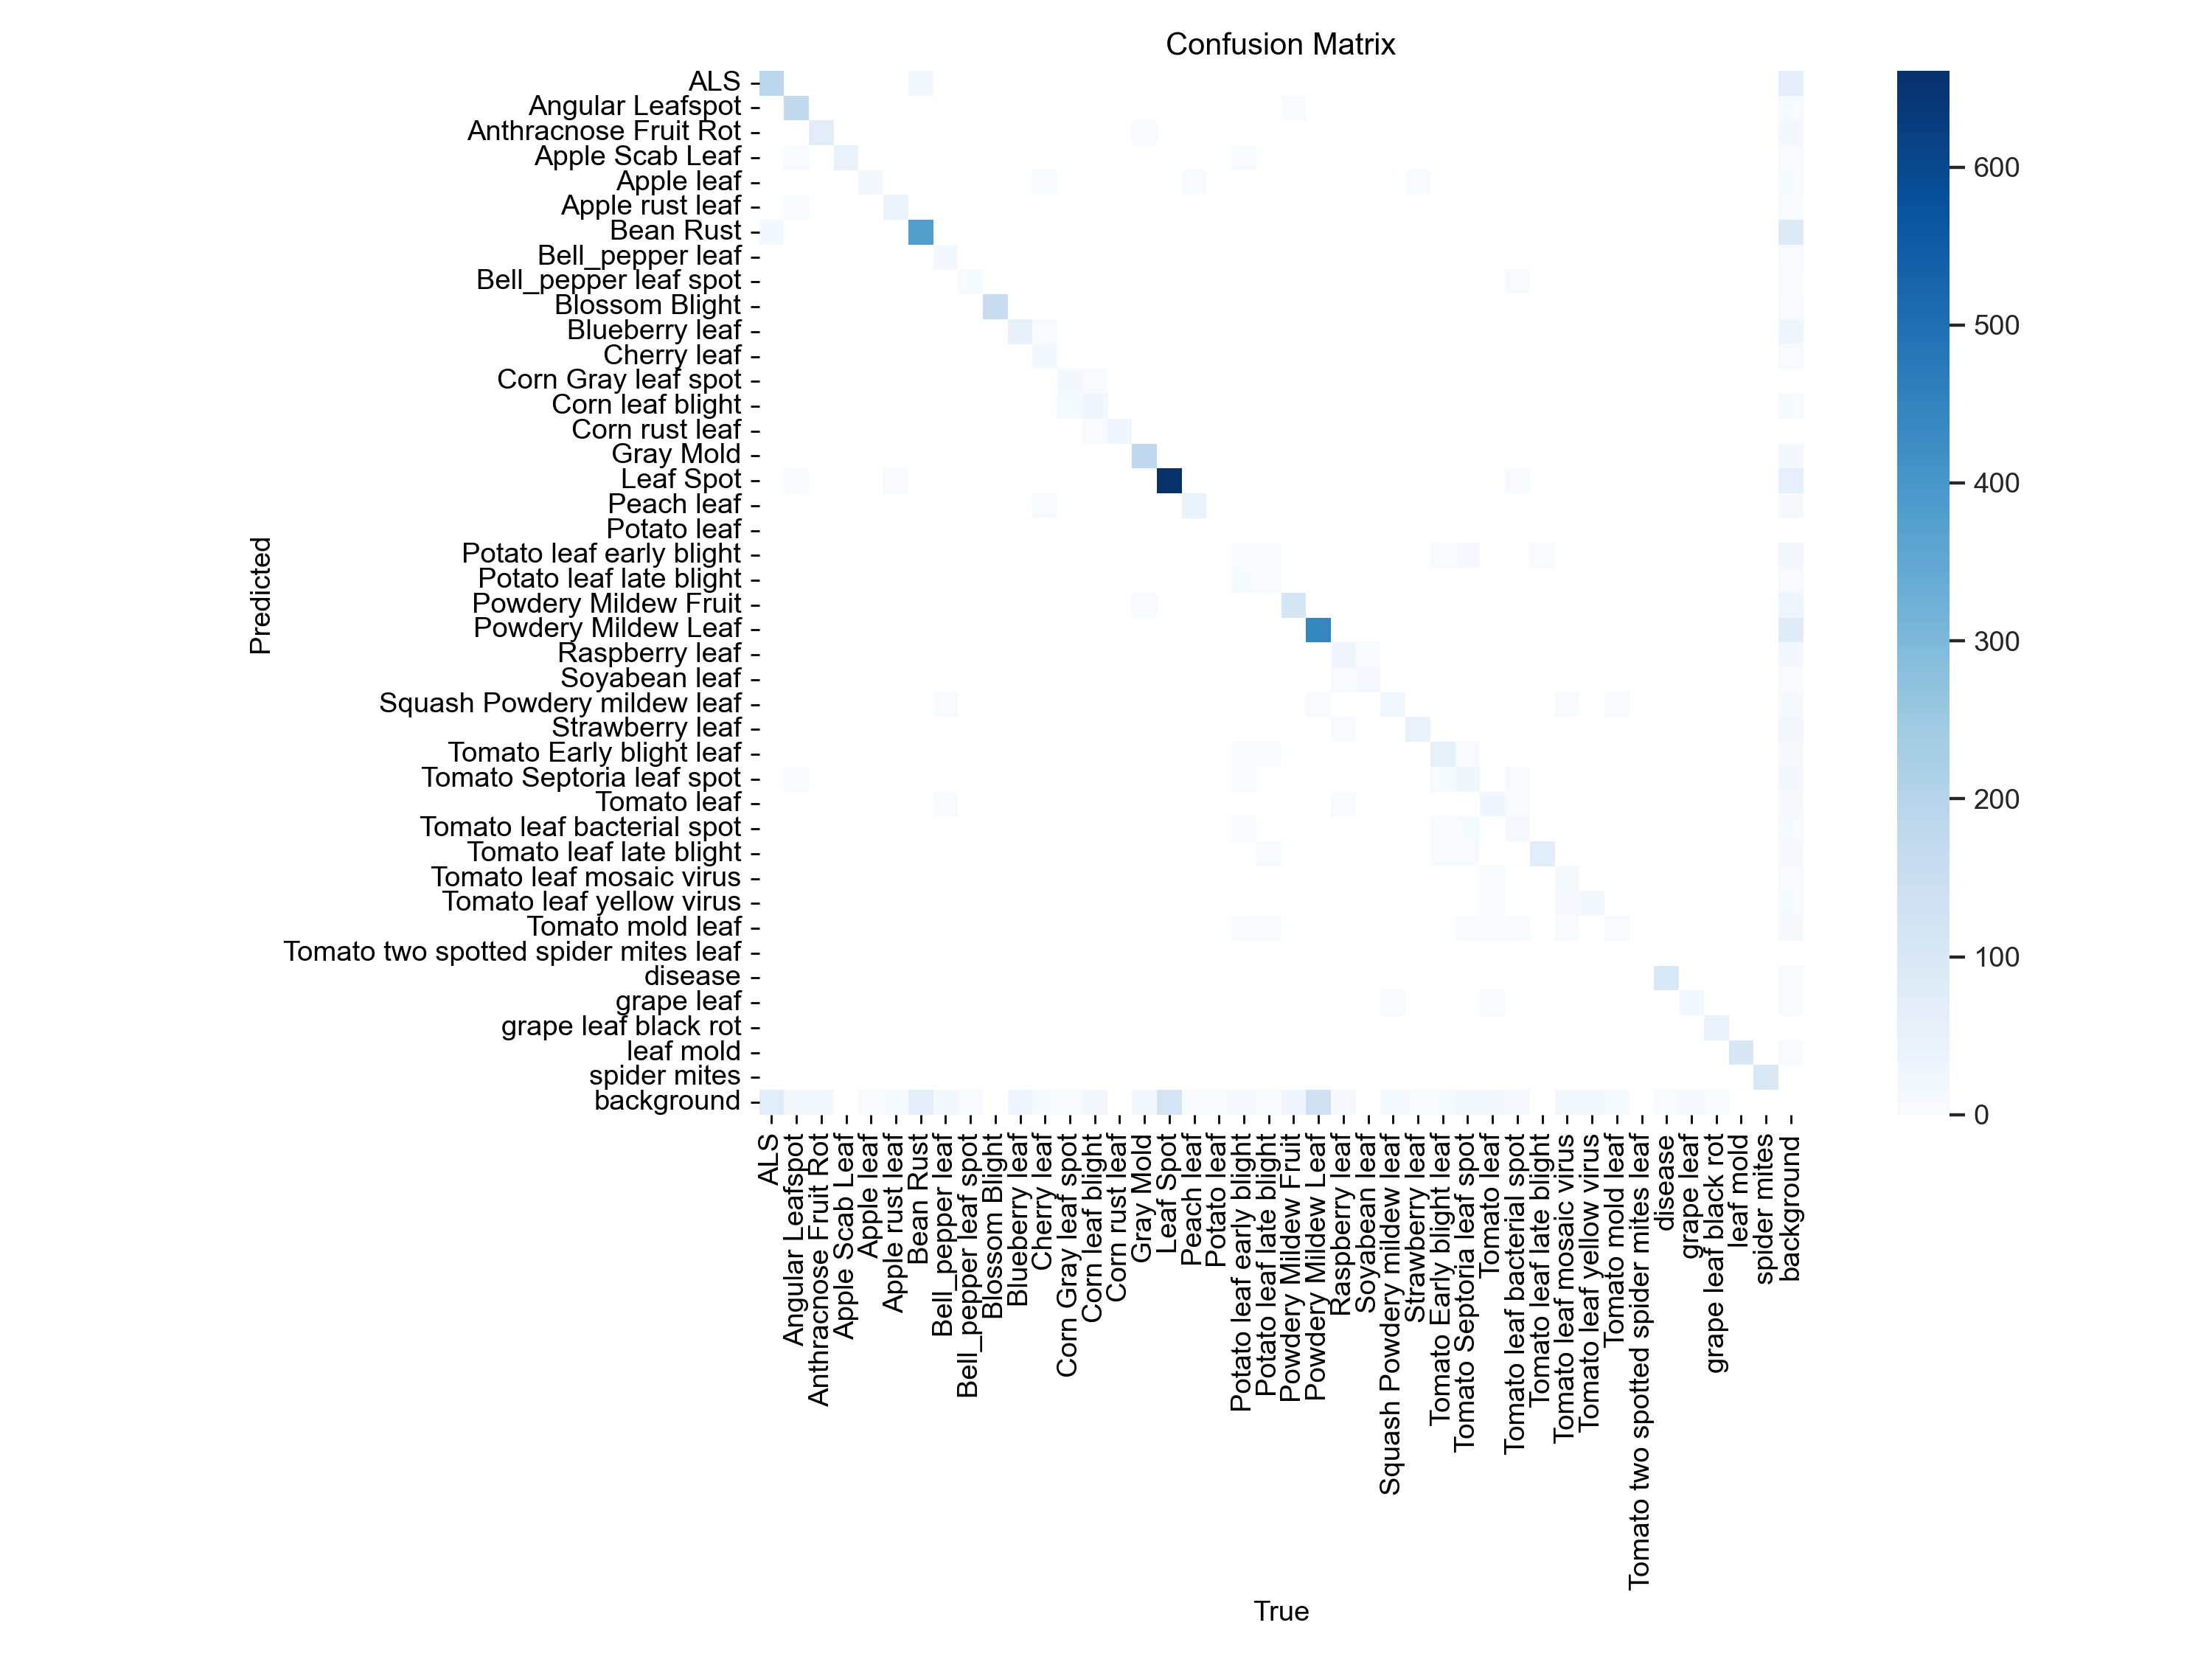 Confusion Matrix
Predicted
ALS
Angular Leafspot
Anthracnose Fruit Rot
Apple Scab Leaf
Apple leaf
Apple rust leaf
Bean Rust
Bell_pepper leaf
Bell_pepper leaf spot
Blossom Blight
Blueberry leaf
Cherry leaf
Corn Gray leaf spot
Corn leaf blight
Corn rust leaf
Gray Mold
Leaf Spot
Peach leaf
Potato leaf
Potato leaf early blight
Potato leaf late blight
Powdery Mildew Fruit
Powdery Mildew Leaf
Raspberry leaf
Soyabean leaf
Squash Powdery mildew leaf
Strawberry leaf
Tomato Early blight leaf
Tomato Septoria leaf spot
Tomato leaf
Tomato leaf bacterial spot
Tomato leaf late blight
Tomato leaf mosaic virus
Tomato leaf yellow virus
Tomato mold leaf
Tomato two spotted spider mites leaf
disease
grape leaf
grape leaf black rot
leaf mold
spider mites
background
ALS
Angular Leafspot
Anthracnose Fruit Rot
Apple Scab Leaf
Apple leaf
Apple rust leaf
Bean Rust
Bell_pepper leaf
Bell_pepper leaf spot
Blossom Blight
Blueberry leaf
Cherry leaf
Corn Gray leaf spot
Corn leaf blight
Corn rust leaf
Gray Mold
Leaf Spot
Peach leaf
Potato leaf
Potato leaf early blight
Potato leaf late blight
Powdery Mildew Fruit
Powdery Mildew Leaf
Raspberry leaf
Soyabean leaf
Squash Powdery mildew leaf
Strawberry leaf
Tomato Early blight leaf
Tomato Septoria leaf spot
Tomato leaf
Tomato leaf bacterial spot
Tomato leaf late blight
Tomato leaf mosaic virus
Tomato leaf yellow virus
Tomato mold leaf
Tomato two spotted spider mites leaf
disease
grape leaf
grape leaf black rot
leaf mold
spider mites
background
True
600
500
400
300
200
100
0